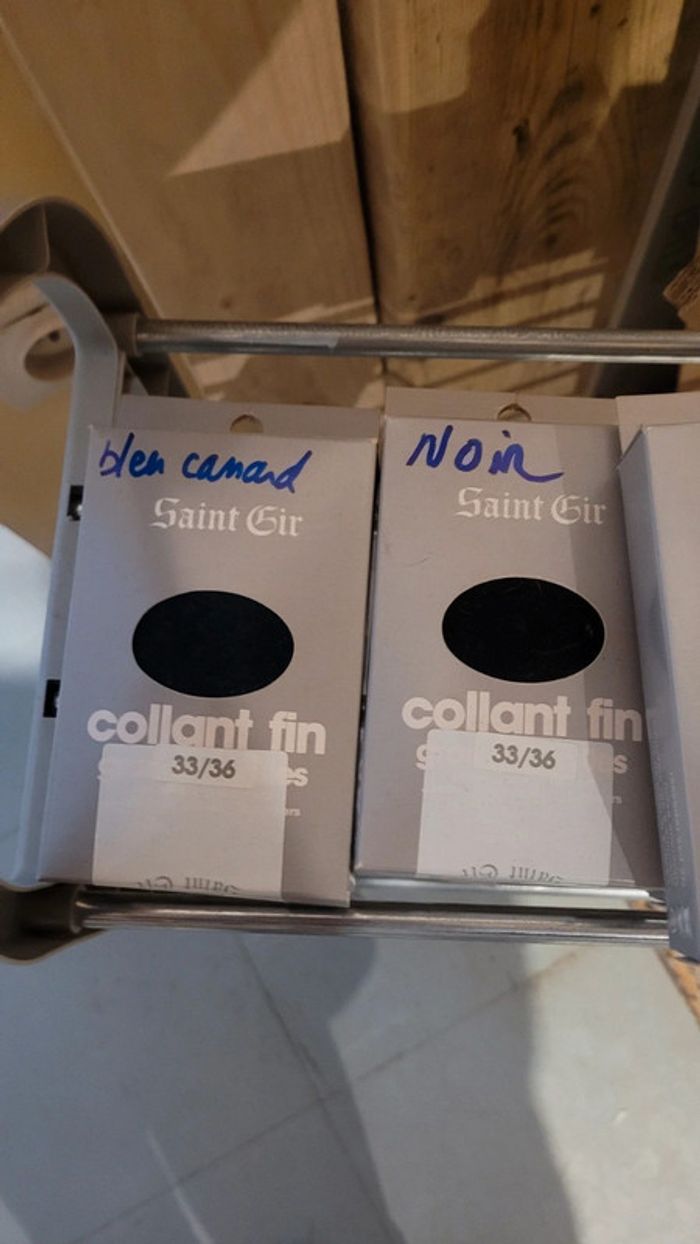 bleu canard
Saint Gir
collant fin
33/36
Noir
Saint Gir
collant fin
33/36